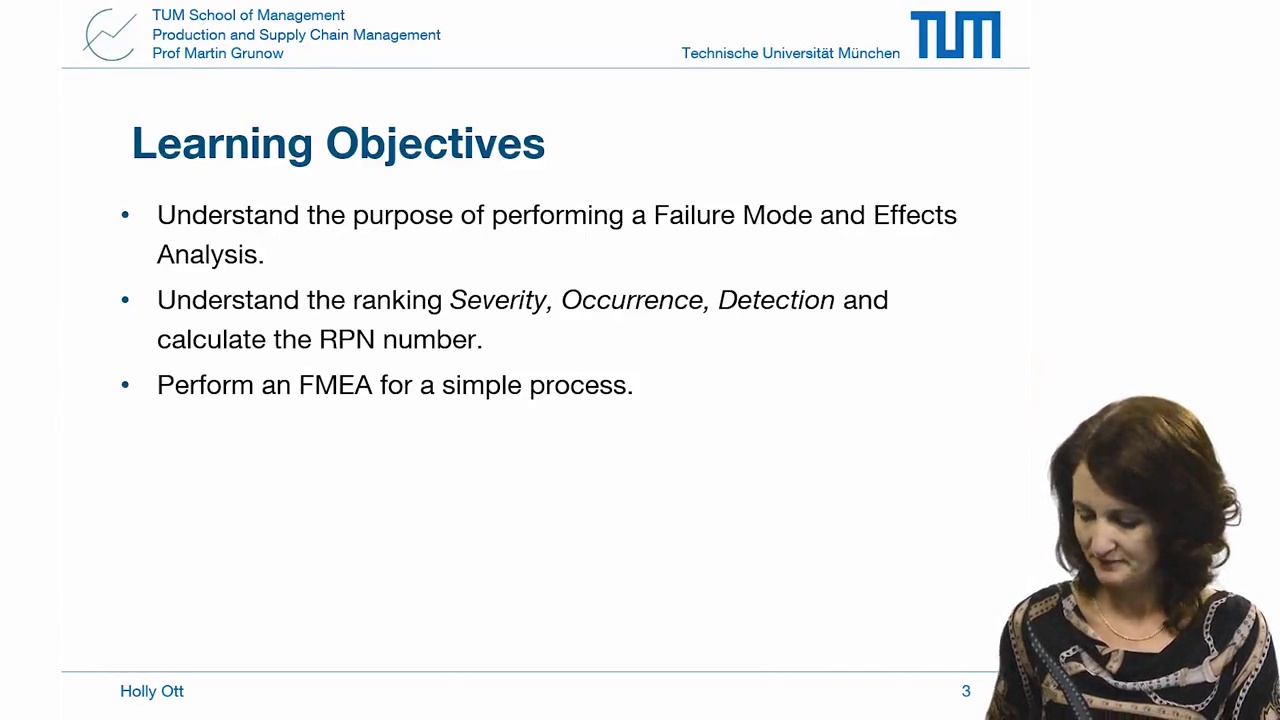 TUM School of Management
Production and Supply Chain Management
Prof Martin Grunow
Technische Universität München
TUM
Learning Objectives
• Understand the purpose of performing a Failure Mode and Effects
Analysis.
• Understand the ranking Severity, Occurrence, Detection and
calculate the RPN number.
• Perform an FMEA for a simple process.
Holly Ott
3